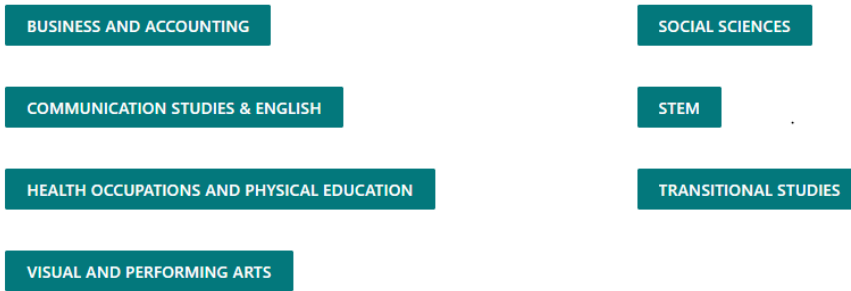 BUSINESS AND ACCOUNTING
SOCIAL SCIENCES
COMMUNICATION STUDIES & ENGLISH
STEM
HEALTH OCCUPATIONS AND PHYSICAL EDUCATION
TRANSITIONAL STUDIES
VISUAL AND PERFORMING ARTS